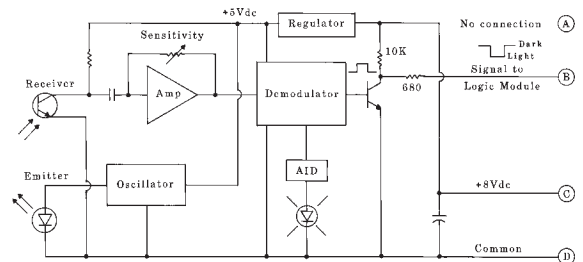 +5Vdc
Regulator
No connection
A
Sensitivity
10K
Dark
Light
Receiver
Signal to
B
Amp
Demodulator
680
Logic Module
Emitter
Oscillator
AID
+8Vdc
C
Common
D